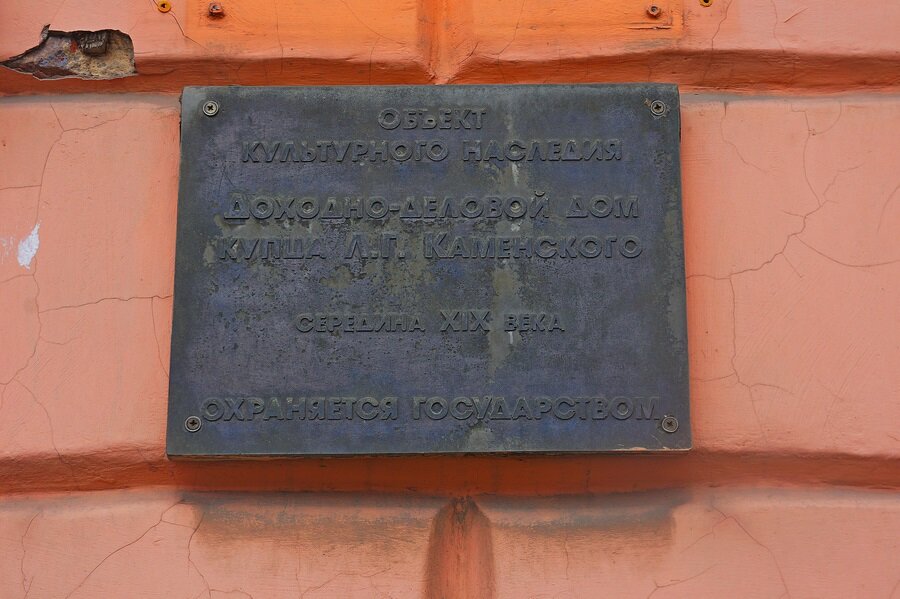 ОБЪЕКТ
КУЛЬТУРНОГО НАСЛЕДИЯ
ДОХОДНО-ДЕЛОВОЙ ДОМ
КУПЦА Л.Г. КАМЕНСКОГО
СЕРЕДИНА XIX ВЕКА
ОХРАНЯЕТСЯ ГОСУДАРСТВОМ